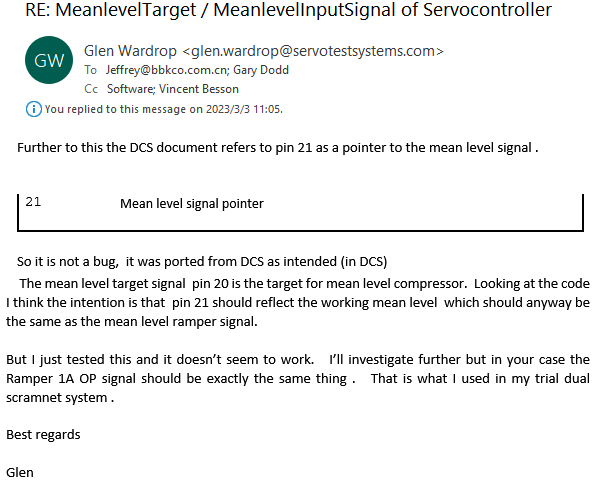 RE: MeanlevelTarget / MeanlevelInputSignal of Servocontroller
GW
Glen Wardrop <glen.wardrop@servotestsystems.com>
To Jeffrey@bbkco.com.cn; Gary Dodd
Cc Software; Vincent Besson
i You replied to this message on 2023/3/3 11:05.
Further to this the DCS document refers to pin 21 as a pointer to the mean level signal .
21 Mean level signal pointer
So it is not a bug, it was ported from DCS as intended (in DCS)
The mean level target signal pin 20 is the target for mean level compressor. Looking at the code
I think the intention is that pin 21 should reflect the working mean level which should anyway be
the same as the mean level ramper signal.
But I just tested this and it doesn’t seem to work. I’ll investigate further but in your case the
Ramper 1A OP signal should be exactly the same thing . That is what I used in my trial dual
scramnet system .
Best regards
Glen